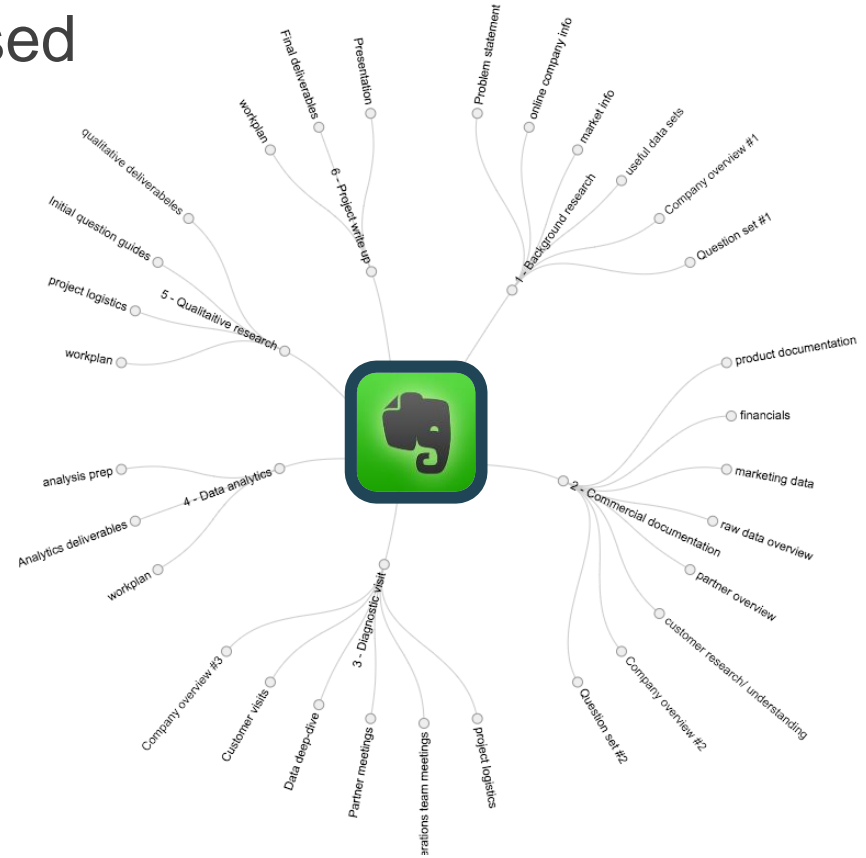 Problem statement
online company info
market info
useful data sets
Company overview #1
Question set #1
1 - Background research
product documentation
financials
marketing data
raw data overview
partner overview
customer research/ understanding
Company overview #2
Question set #2
2 - Commercial documentation
project logistics
team meetings
Partner meetings
Data deep-dive
Customer visits
Company overview #3
3 - Diagnostic visit
workplan
Analytics deliverables
analysis prep
4 - Data analytics
workplan
project logistics
Initial question guides
qualitative deliverabeles
5 - Qualitaitive research
workplan
Final deliverables
Presentation
6 - Project write up